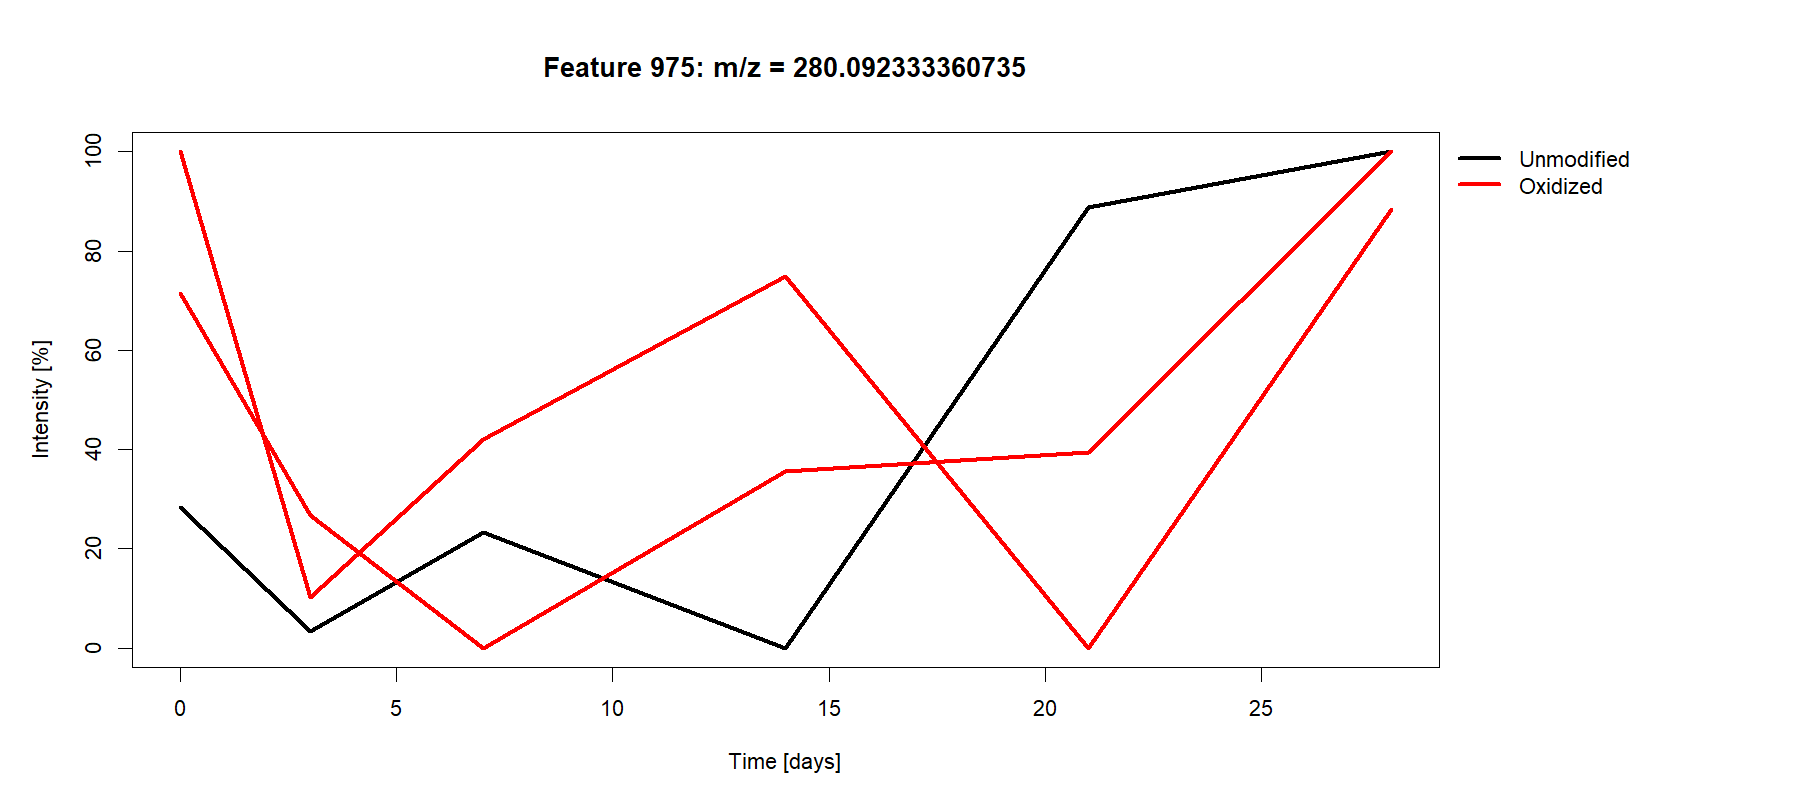 Feature 975: m/z = 280.092333360735
Unmodified
Oxidized
Intensity [%]
100
80
60
40
20
0
0 5 10 15 20 25
Time [days]